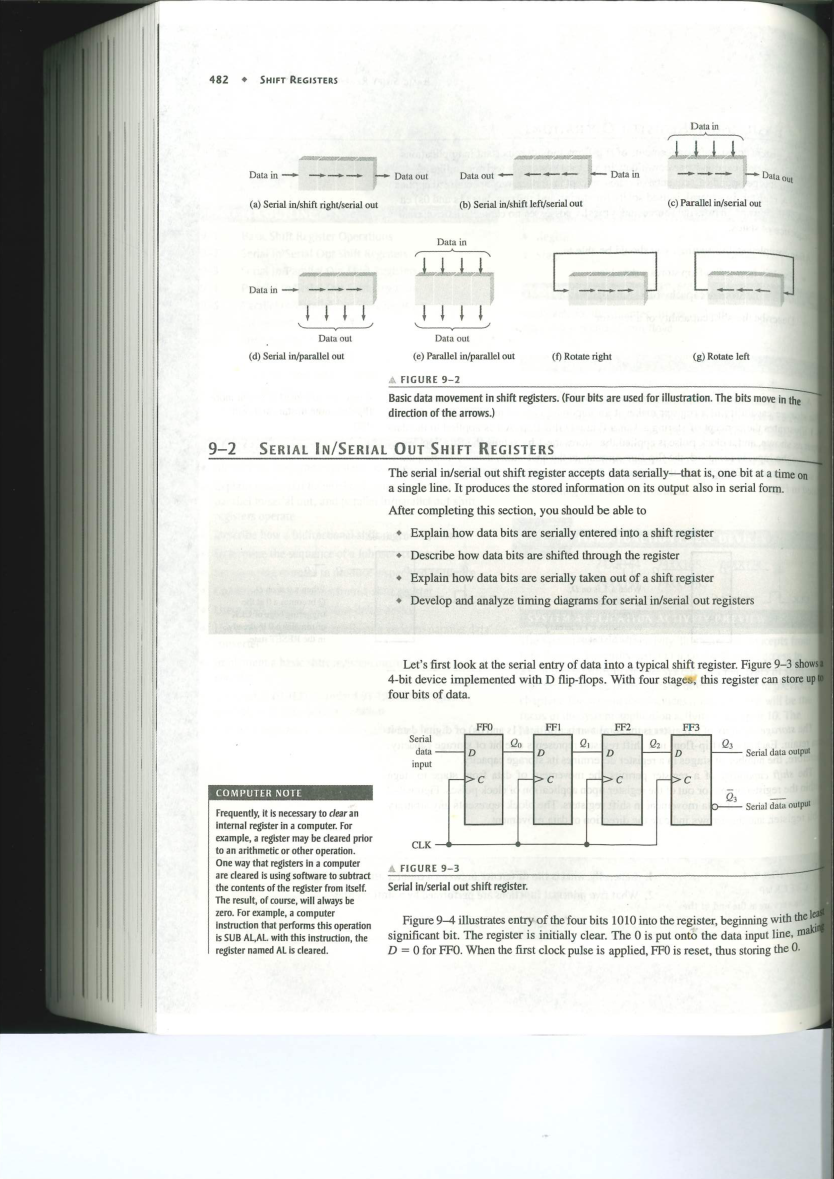 482 ◆ SHIFT REGISTERS
Data in
Data in Data out
Data out Data in
Data out
(a) Serial in/shift right/serial out
(b) Serial in/shift left/serial out
(c) Parallel in/serial out
Data in
Data in
Data out
Data out
(d) Serial in/parallel out
(e) Parallel in/parallel out
(f) Rotate right
(g) Rotate left
▲ FIGURE 9–2
Basic data movement in shift registers. (Four bits are used for illustration. The bits move in the
direction of the arrows.)
9–2 SERIAL IN/SERIAL OUT SHIFT REGISTERS
The serial in/serial out shift register accepts data serially—that is, one bit at a time on
a single line. It produces the stored information on its output also in serial form.
After completing this section, you should be able to
◆ Explain how data bits are serially entered into a shift register
◆ Describe how data bits are shifted through the register
◆ Explain how data bits are serially taken out of a shift register
◆ Develop and analyze timing diagrams for serial in/serial out registers
Let's first look at the serial entry of data into a typical shift register. Figure 9–3 shows a
4-bit device implemented with D flip-flops. With four stages, this register can store up to
four bits of data.
FF0 FF1 FF2 FF3
Serial
data
input
D Q0 D Q1 D Q2 D Q3 Serial data output
C C C C
Q̅3 Serial d̅a̅t̅a̅ output
CLK
▲ FIGURE 9–3
Serial in/serial out shift register.
COMPUTER NOTE
Frequently, it is necessary to clear an
internal register in a computer. For
example, a register may be cleared prior
to an arithmetic or other operation.
One way that registers in a computer
are cleared is using software to subtract
the contents of the register from itself.
The result, of course, will always be
zero. For example, a computer
instruction that performs this operation
is SUB AL,AL. with this instruction, the
register named AL is cleared.
Figure 9–4 illustrates entry of the four bits 1010 into the register, beginning with the least
significant bit. The register is initially clear. The 0 is put onto the data input line, making
D = 0 for FF0. When the first clock pulse is applied, FF0 is reset, thus storing the 0.